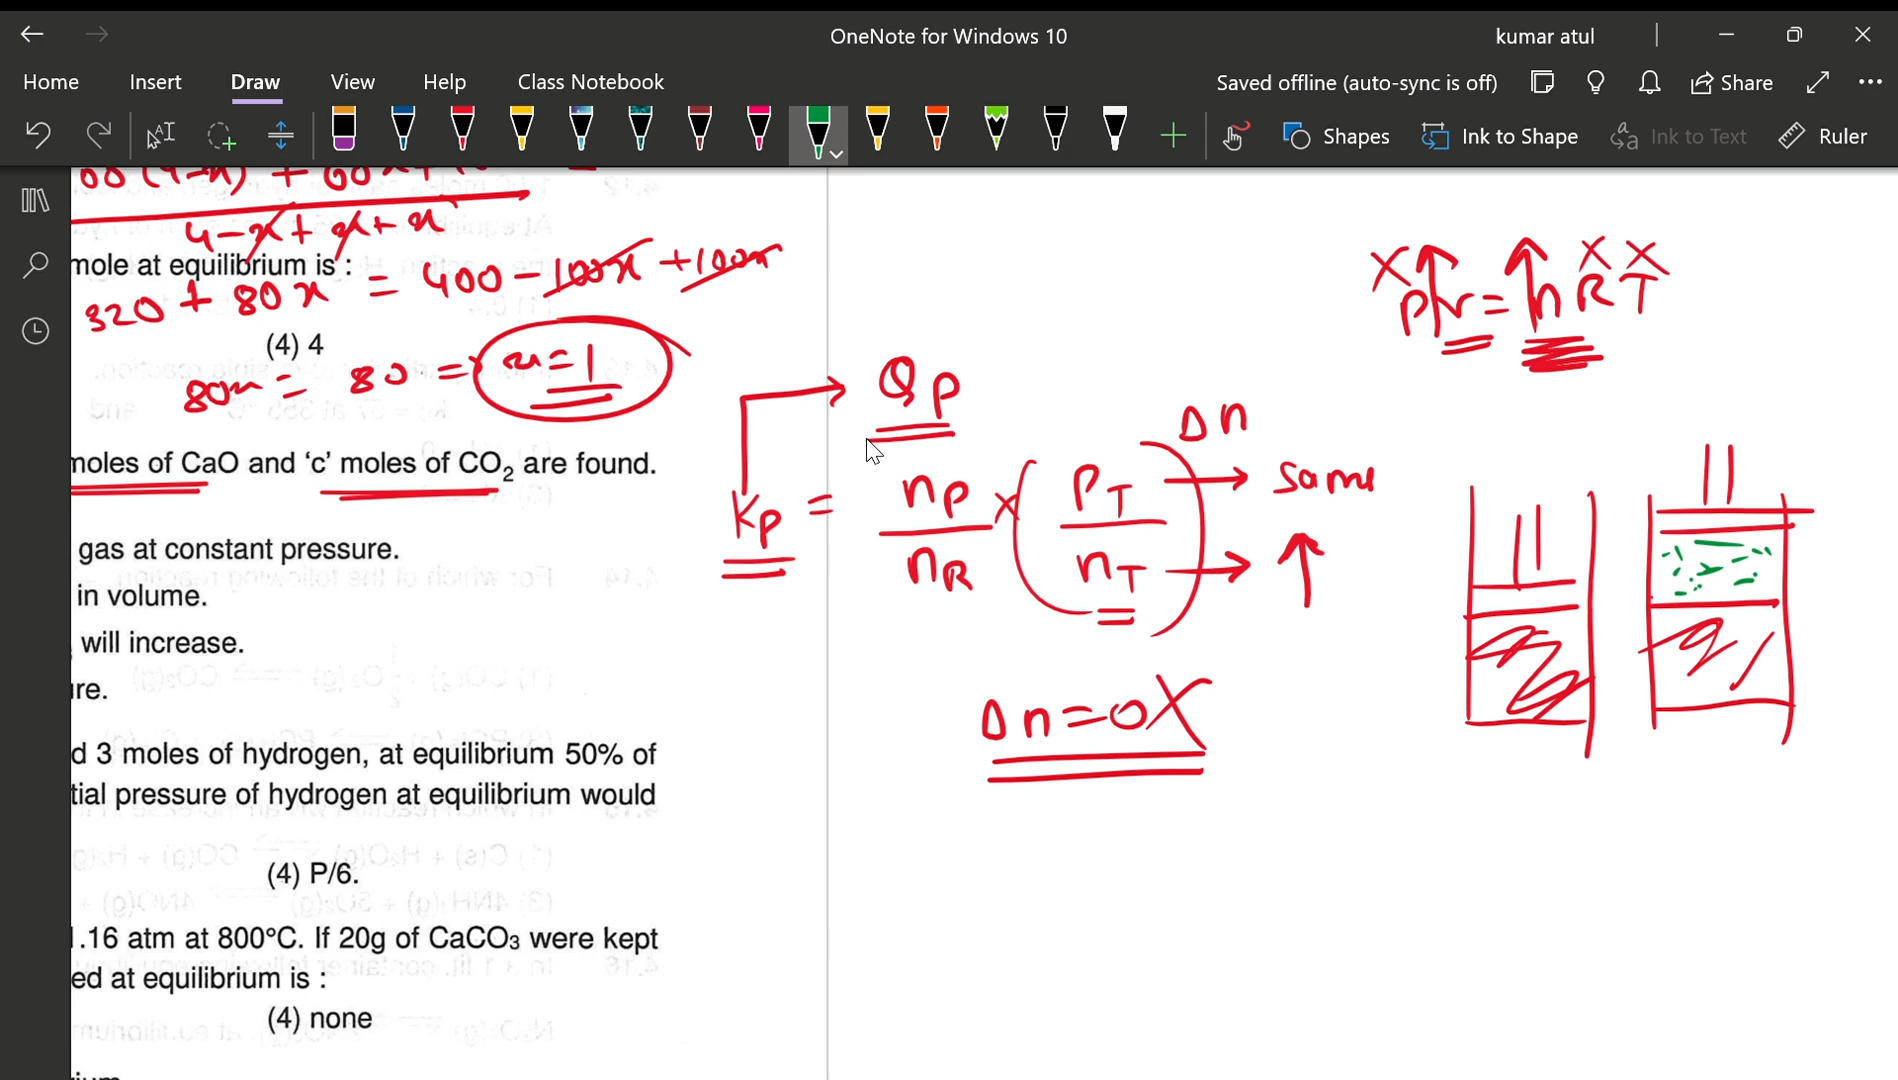 OneNote for Windows 10
kumar atul
Home Insert Draw View Help Class Notebook
Saved offline (auto-sync is off)
Share
Shapes
Ink to Shape
Ink to Text
Ruler
4-x+x+x
mole at equilibrium is :
320 + 80x = 400 - 100x + 100x
(4) 4
80x = 80 = x = 1
moles of CaO and ‘c’ moles of CO₂ are found.
gas at constant pressure.
in volume.
will increase.
re.
d 3 moles of hydrogen, at equilibrium 50% of
tial pressure of hydrogen at equilibrium would
(4) P/6.
.16 atm at 800°C. If 20g of CaCO₃ were kept
ed at equilibrium is :
(4) none
PV = nRT
X X X
Qp
Δn
Kp = nP/nR × (PT/nT)
same
Δn=0 X